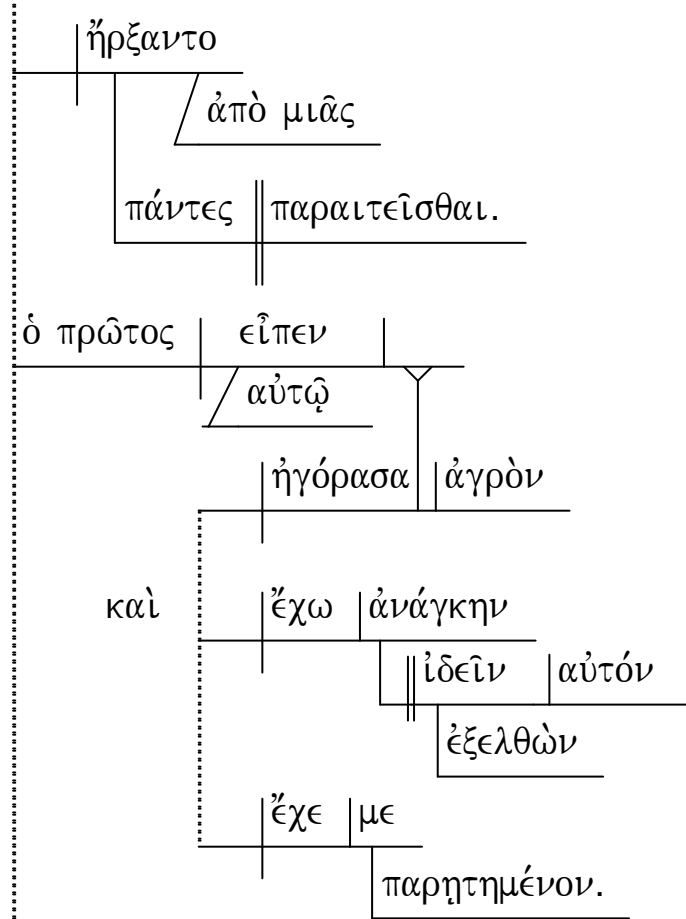 ἤρξαντο
ἀπὸ μιᾶς
πάντες παραιτεῖσθαι.
ὁ πρῶτος εἶπεν
αὐτῷ
ἠγόρασα ἀγρὸν
καὶ ἔχω ἀνάγκην
ἰδεῖν αὐτόν
ἐξελθὼν
ἔχε με
παρῃτημένον.